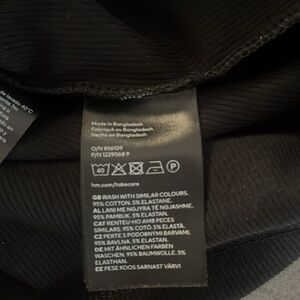 Made in Bangladesh
Fabriqué au Bangladesh
Hecho en Bangladesh
O/N 856109
P/N 1229068 9
40
P
hm.com/takecare
GB WASH WITH SIMILAR COLOURS.
95% COTTON. 5% ELASTANE.
AL LANI ME NGJYRA TË NGJASHME.
95% PAMBUK. 5% ELASTAN.
CAT RENTEU-HO AMB PECES
SIMILARS. 95% COTÓ. 5% ELASTÀ
CZ PERTE S PODOBNÝMI BARVAMI.
95% BAVLNA. 5% ELASTAN.
DE MIT ÄHNLICHEN FARBEN
WASCHEN. 95% BAUMWOLLE. 5%
ELASTHAN.
EE PESE KOOS SARNAST VÄRVI